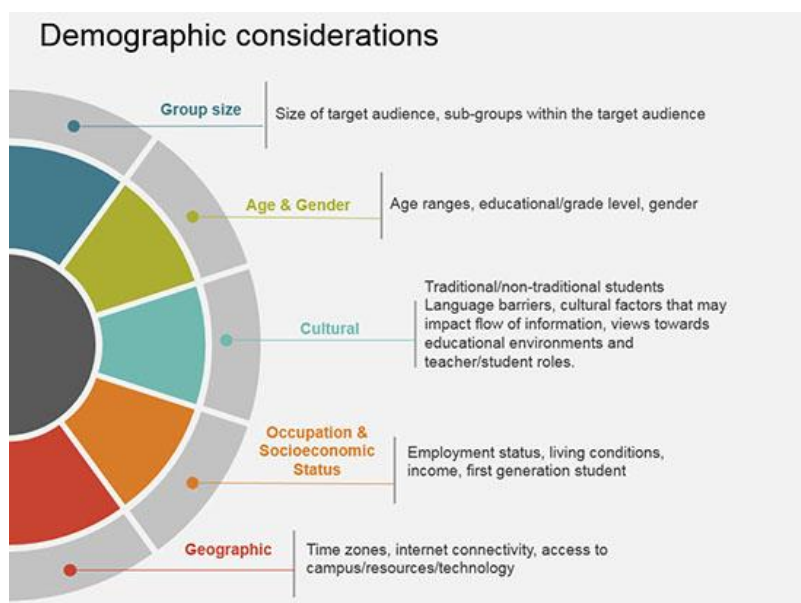 Demographic considerations
Group size
Size of target audience, sub-groups within the target audience
Age & Gender
Age ranges, educational/grade level, gender
Cultural
Traditional/non-traditional students
Language barriers, cultural factors that may
impact flow of information, views towards
educational environments and
teacher/student roles.
Occupation &
Socioeconomic
Status
Employment status, living conditions,
income, first generation student
Geographic
Time zones, internet connectivity, access to
campus/resources/technology